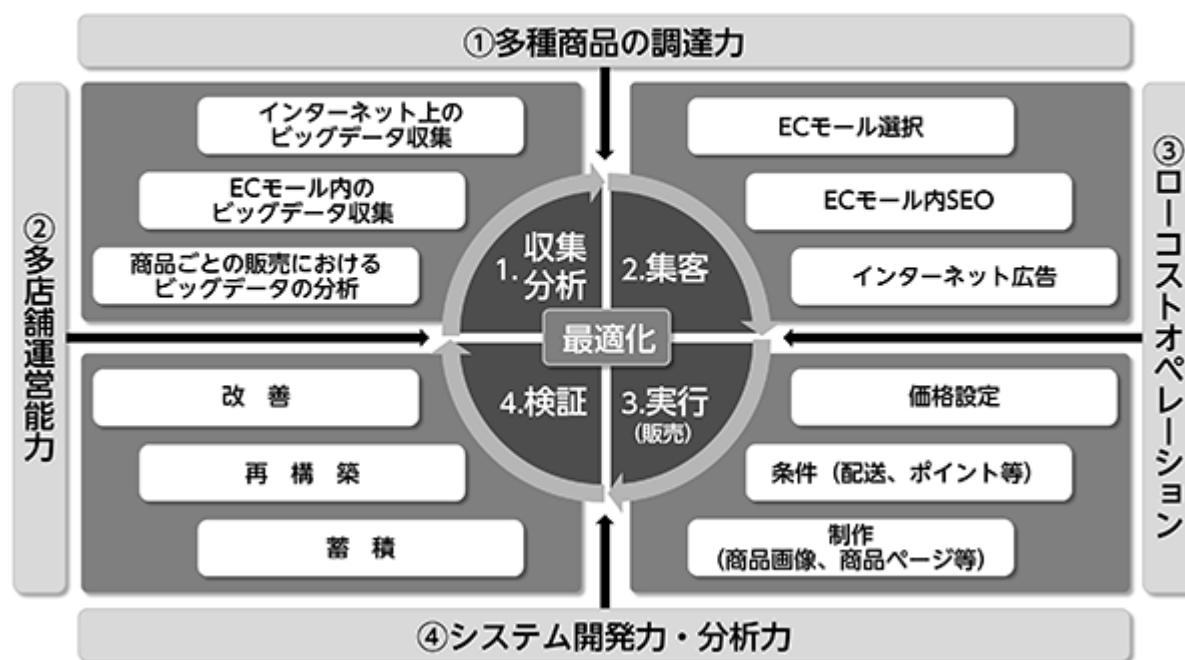 ①多種商品の調達力
インターネット上の
ビッグデータ収集
ECモール内の
ビッグデータ収集
商品ごとの販売における
ビッグデータの分析
ECモール選択
ECモール内SEO
インターネット広告
②多店舗運営能力
③ローコストオペレーション
1.収集
分析
2.集客
最適化
4.検証
3.実行
(販売)
改　善
再　構　築
蓄　積
価格設定
条件（配送、ポイント等）
制作
（商品画像、商品ページ等）
④システム開発力・分析力